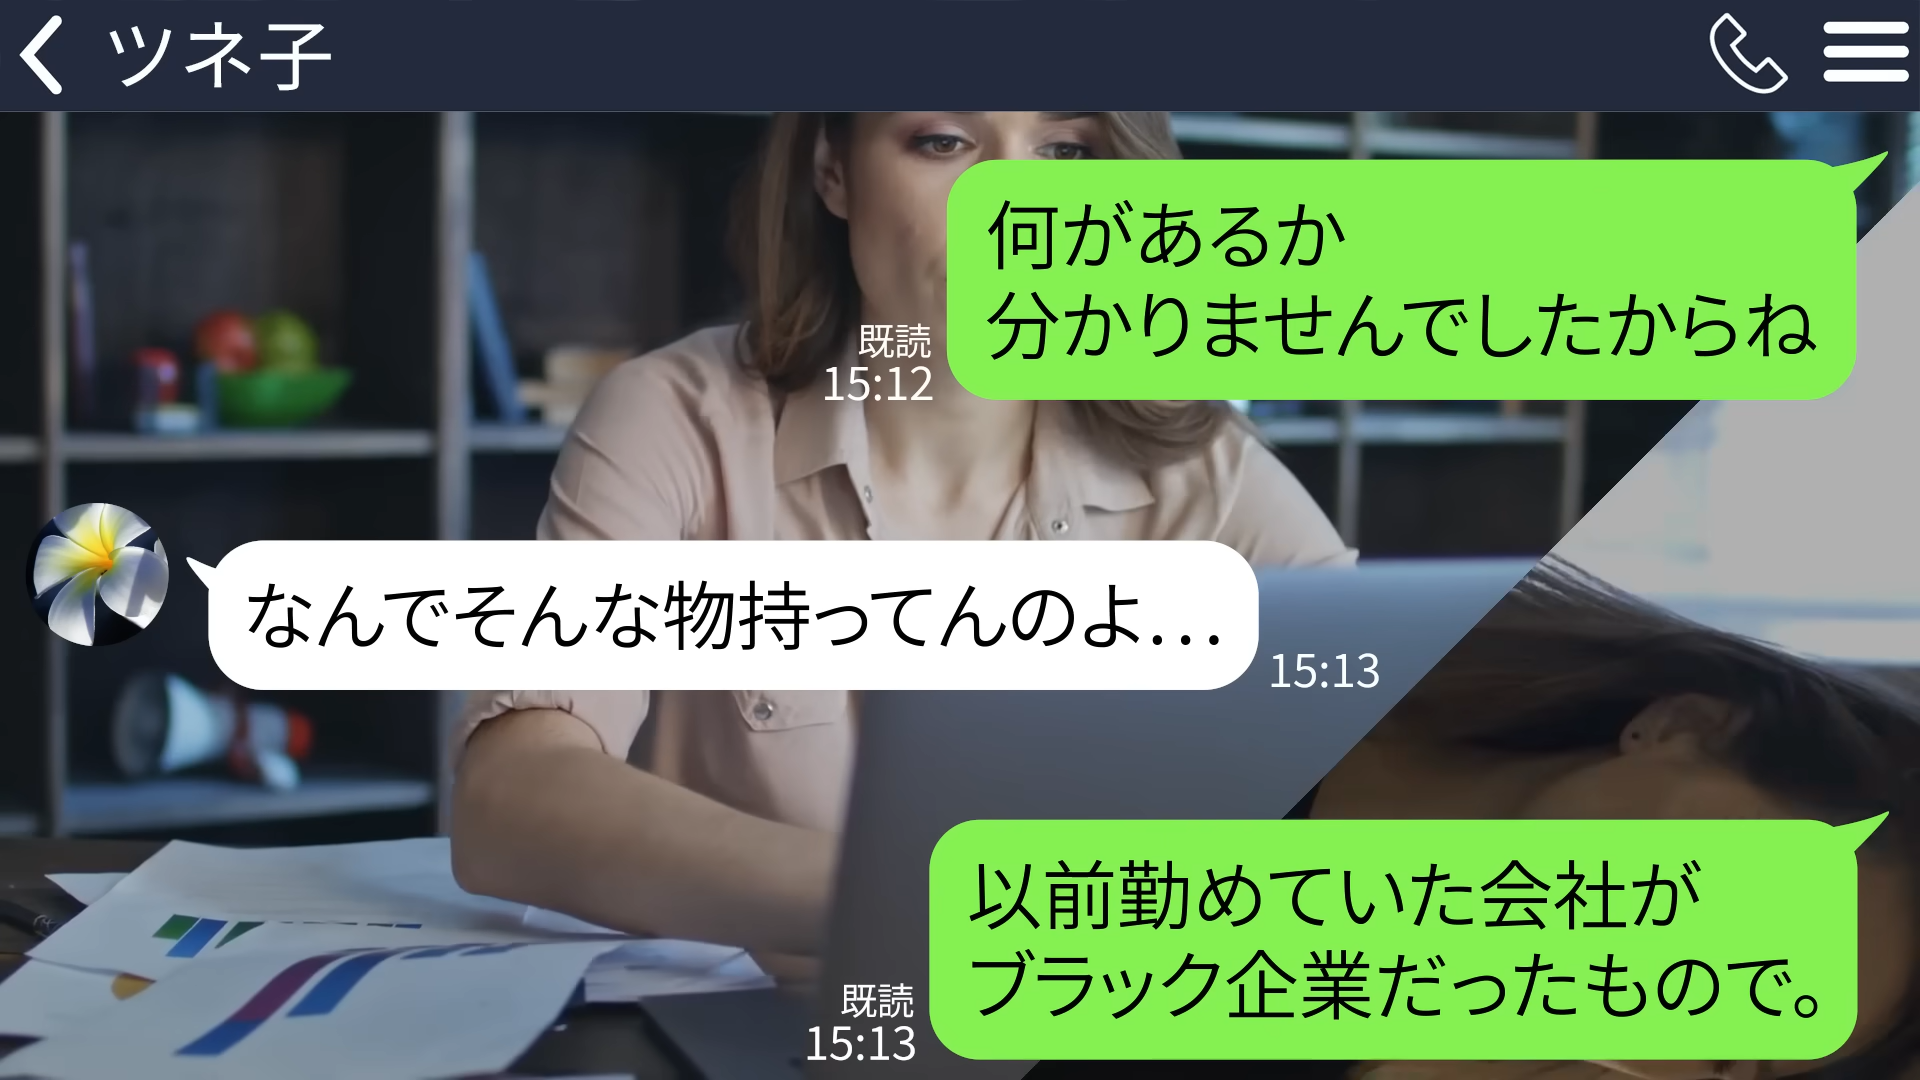 ツネ子
何があるか
分かりませんでしたからね
既読
15:12
なんでそんな物持ってんのよ…
15:13
以前勤めていた会社が
ブラック企業だったもので。
既読
15:13